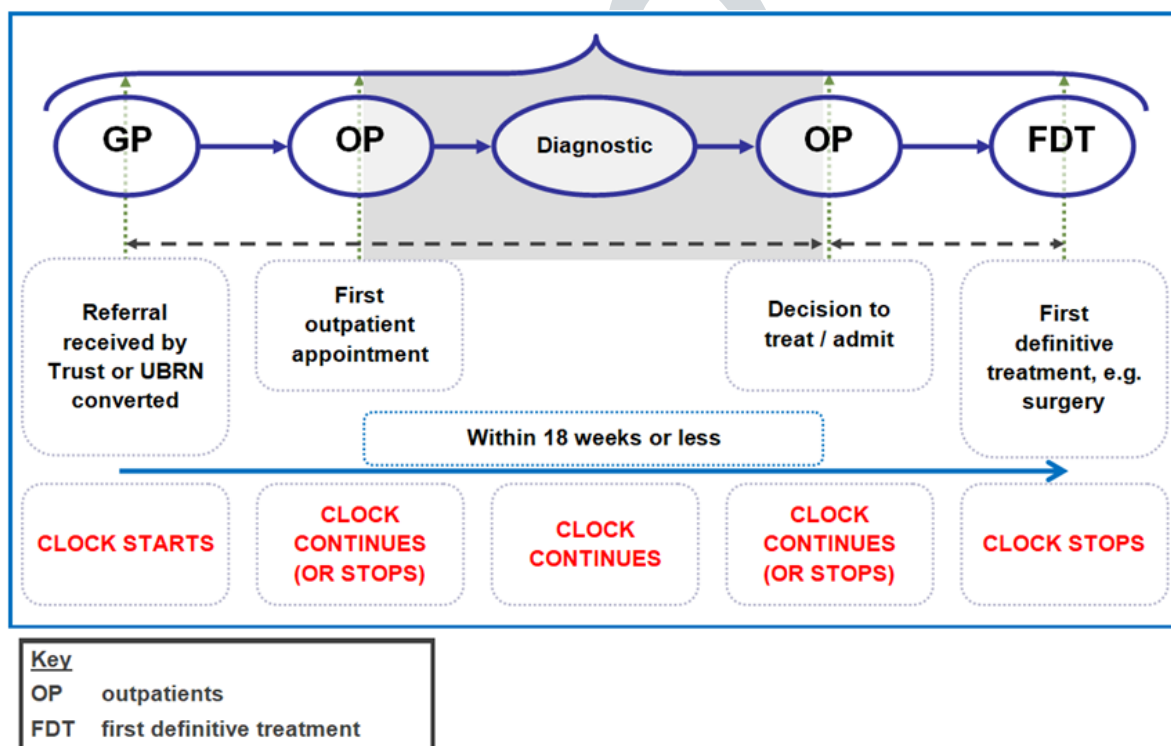 GP
OP
Diagnostic
OP
FDT
Referral
received by
Trust or UBRN
converted
First
outpatient
appointment
Decision to
treat / admit
First
definitive
treatment, e.g.
surgery
Within 18 weeks or less
CLOCK STARTS
CLOCK
CONTINUES
(OR STOPS)
CLOCK
CONTINUES
CLOCK
CONTINUES
(OR STOPS)
CLOCK STOPS
Key
OP outpatients
FDT first definitive treatment